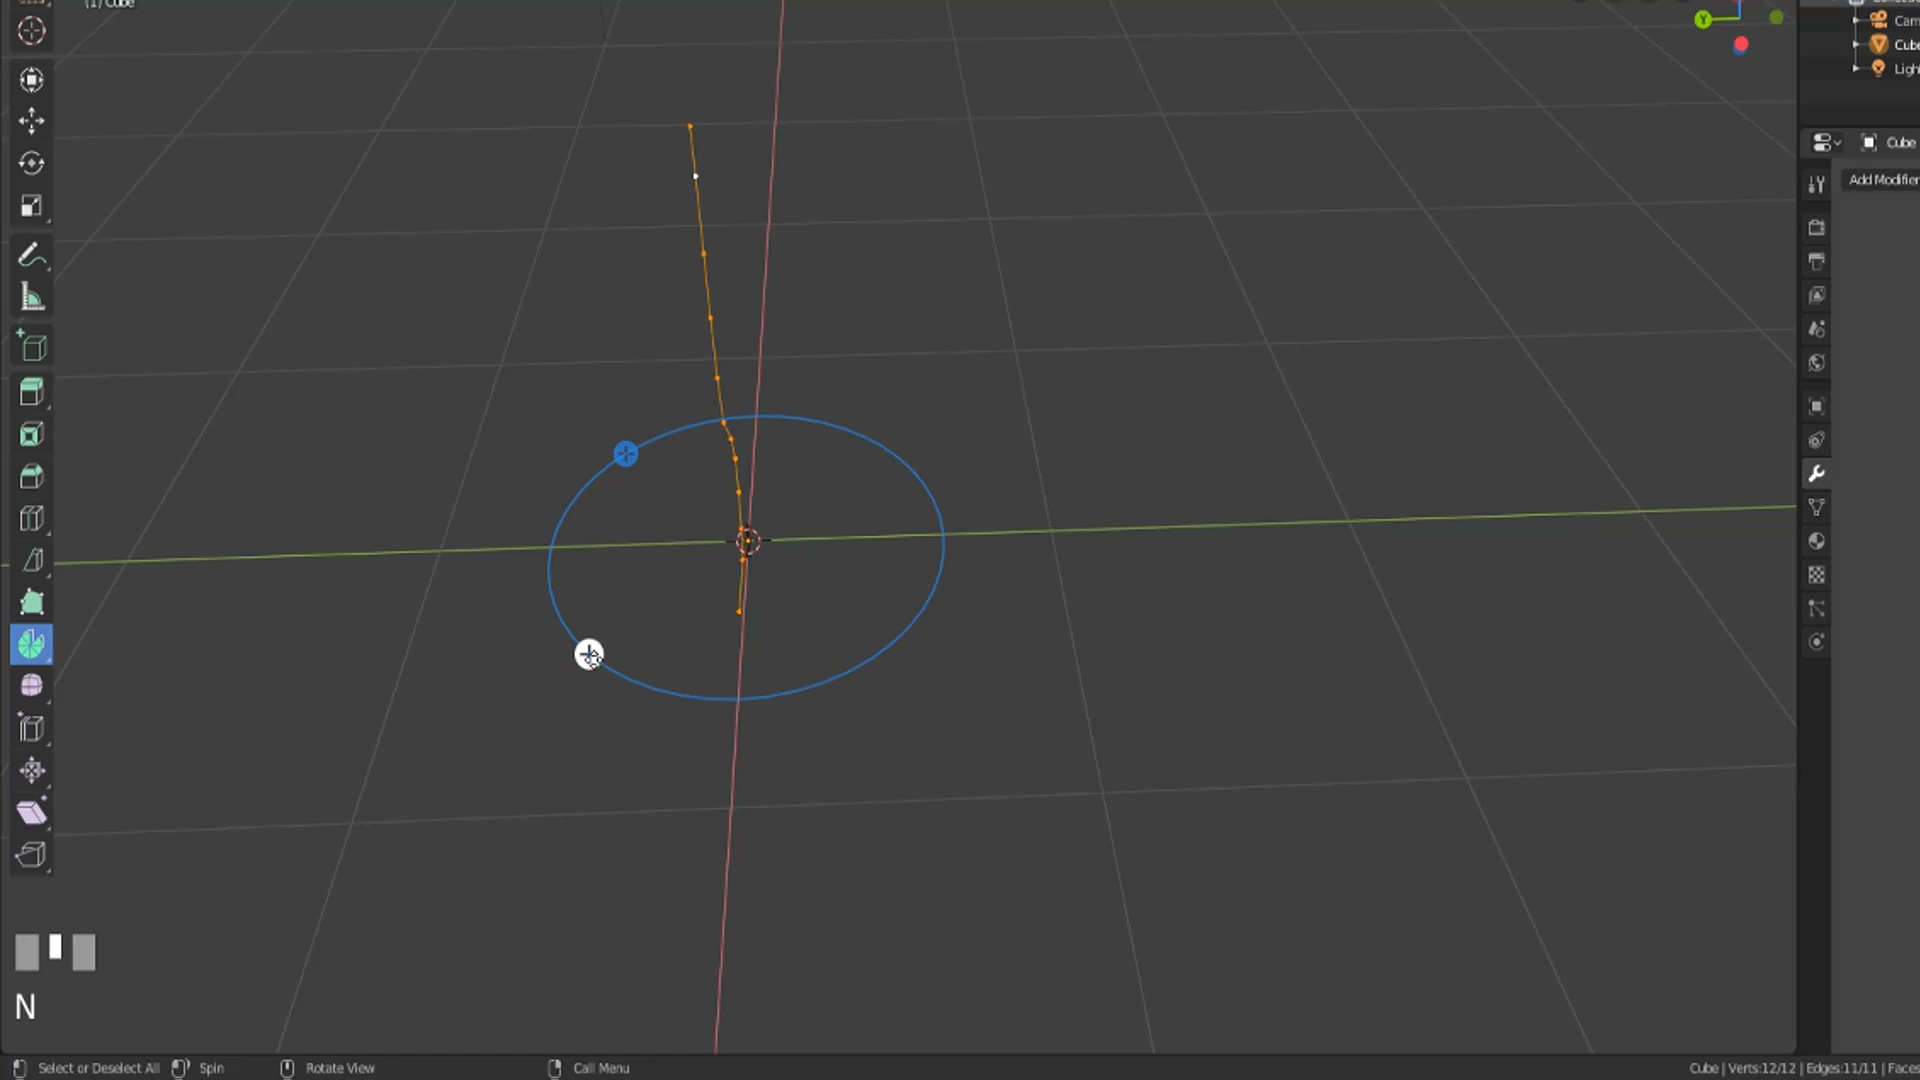 (1) Cube
Y
Cam
Cube
Ligh
Cube
Add Modifier
N
Select or Deselect All Spin Rotate View Call Menu Cube | Verts:12/12 | Edges:11/11 | Faces